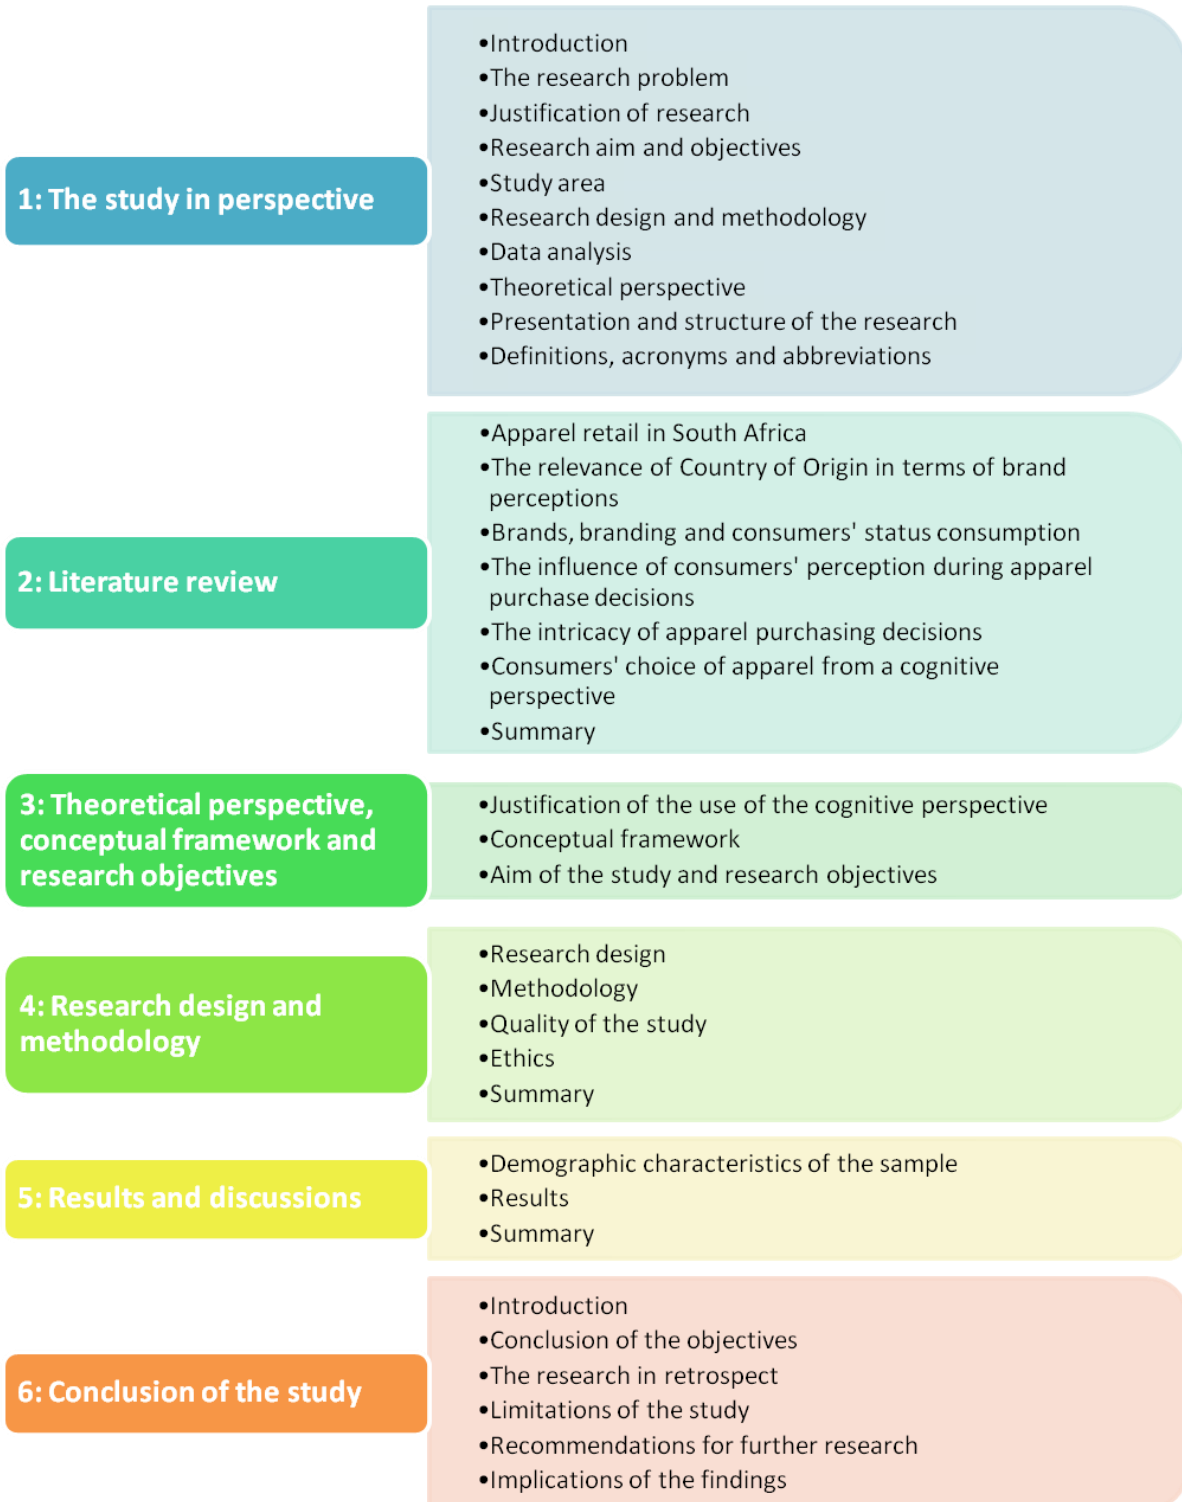 1: The study in perspective
•Introduction
•The research problem
•Justification of research
•Research aim and objectives
•Study area
•Research design and methodology
•Data analysis
•Theoretical perspective
•Presentation and structure of the research
•Definitions, acronyms and abbreviations
2: Literature review
•Apparel retail in South Africa
•The relevance of Country of Origin in terms of brand
perceptions
•Brands, branding and consumers' status consumption
•The influence of consumers' perception during apparel
purchase decisions
•The intricacy of apparel purchasing decisions
•Consumers' choice of apparel from a cognitive
perspective
•Summary
3: Theoretical perspective,
conceptual framework and
research objectives
•Justification of the use of the cognitive perspective
•Conceptual framework
•Aim of the study and research objectives
4: Research design and
methodology
•Research design
•Methodology
•Quality of the study
•Ethics
•Summary
5: Results and discussions
•Demographic characteristics of the sample
•Results
•Summary
6: Conclusion of the study
•Introduction
•Conclusion of the objectives
•The research in retrospect
•Limitations of the study
•Recommendations for further research
•Implications of the findings